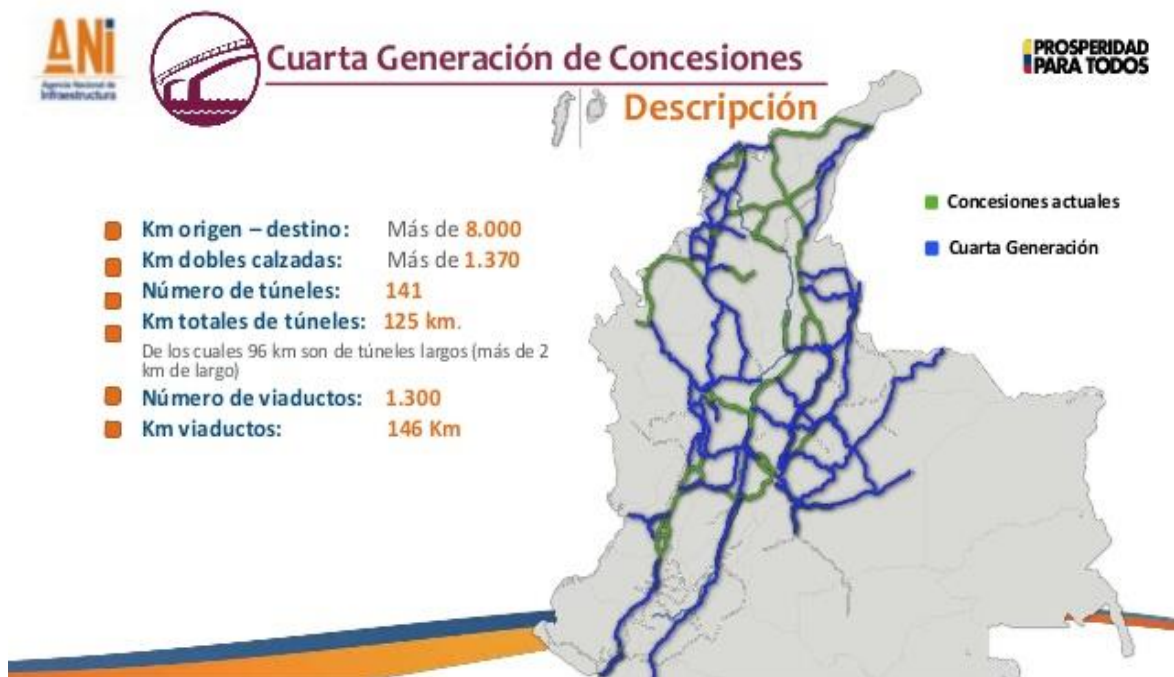 ANi
Agencia Nacional de
Infraestructura
Cuarta Generación de Concesiones
PROSPERIDAD
PARA TODOS
Descripción
Km origen – destino: Más de 8.000
Km dobles calzadas: Más de 1.370
Número de túneles: 141
Km totales de túneles: 125 km.
De los cuales 96 km son de túneles largos (más de 2
km de largo)
Número de viaductos: 1.300
Km viaductos: 146 Km
Concesiones actuales
Cuarta Generación